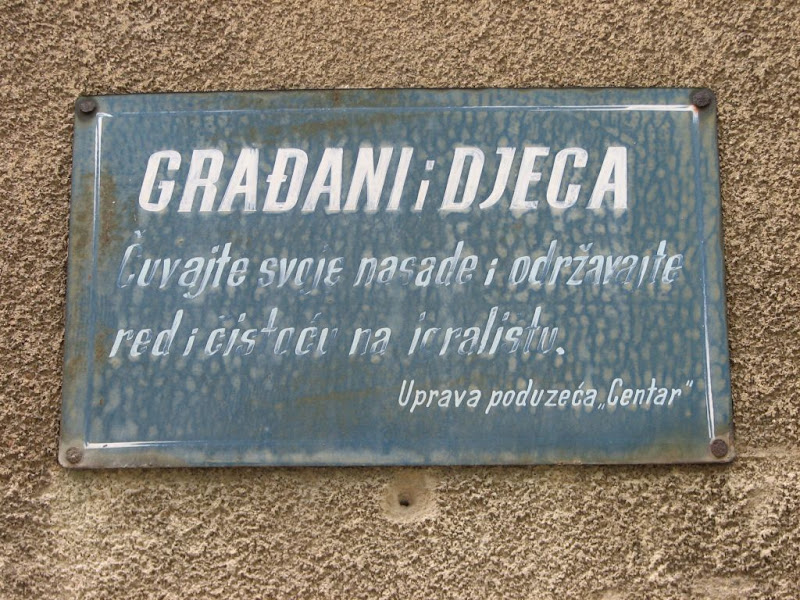 GRAĐANI i DJECA
Čuvajte svoje nasade i održavajte
red i čistoću na igralištu.
Uprava poduzeća „Centar“